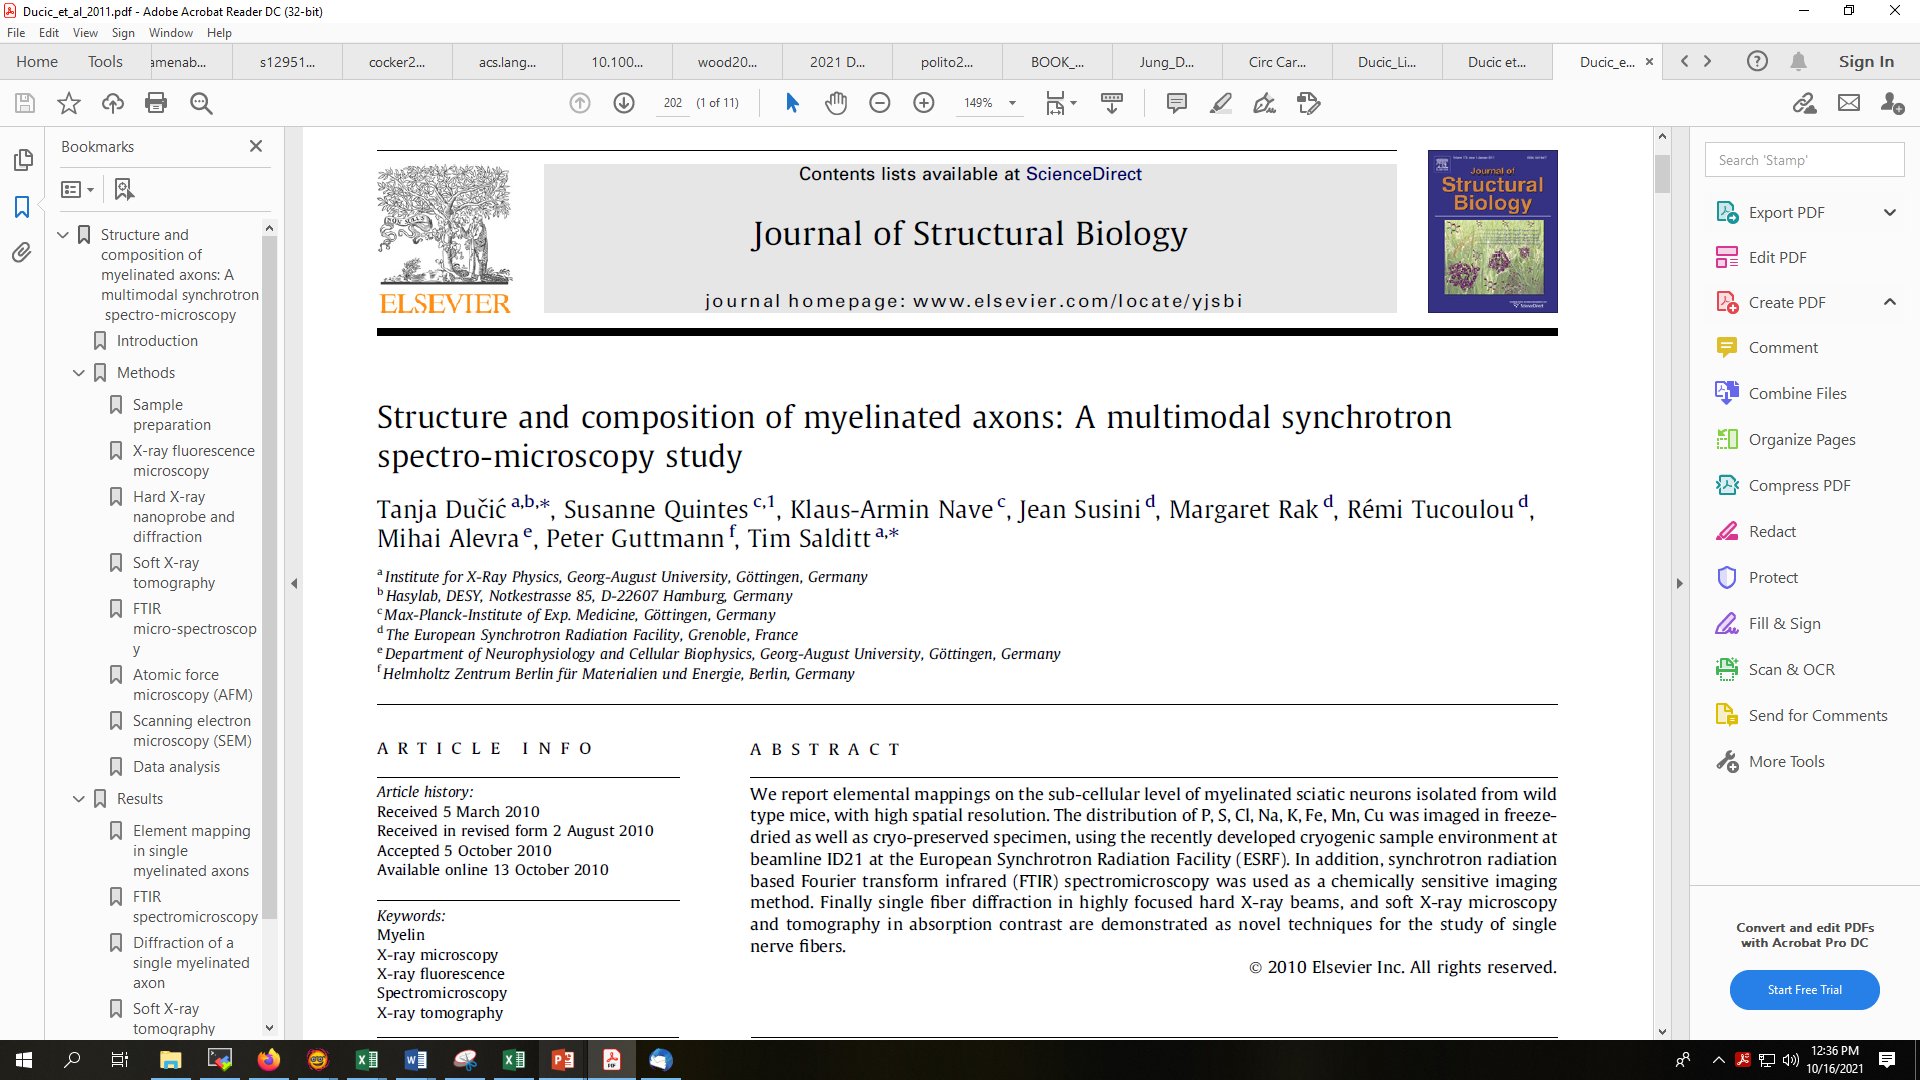 Ducic_et_al_2011.pdf - Adobe Acrobat Reader DC (32-bit)
File Edit View Sign Window Help
Home Tools amenab... s12951... cocker2... acs.lang... 10.100... wood20... 2021 D... polito2... BOOK_... Jung_D... Circ Car... Ducic_Li... Ducic et... Ducic_e... Sign In
202 (1 of 11) 149%
Bookmarks
Structure and
composition of
myelinated axons: A
multimodal synchrotron
spectro-microscopy
Introduction
Methods
Sample
preparation
X-ray fluorescence
microscopy
Hard X-ray
nanoprobe and
diffraction
Soft X-ray
tomography
FTIR
micro-spectroscop
y
Atomic force
microscopy (AFM)
Scanning electron
microscopy (SEM)
Data analysis
Results
Element mapping
in single
myelinated axons
FTIR
spectromicroscopy
Diffraction of a
single myelinated
axon
Soft X-ray
tomography
ELSEVIER
Contents lists available at ScienceDirect
Journal of Structural Biology
journal homepage: www.elsevier.com/locate/yjsbi
Journal of
Structural
Biology
Structure and composition of myelinated axons: A multimodal synchrotron
spectro-microscopy study
Tanja Dučić a,b,*, Susanne Quintes c,1, Klaus-Armin Nave c, Jean Susini d, Margaret Rak d, Rémi Tucoulou d,
Mihai Alevra e, Peter Guttmann f, Tim Salditt a,*
a Institute for X-Ray Physics, Georg-August University, Göttingen, Germany
b Hasylab, DESY, Notkestrasse 85, D-22607 Hamburg, Germany
c Max-Planck-Institute of Exp. Medicine, Göttingen, Germany
d The European Synchrotron Radiation Facility, Grenoble, France
e Department of Neurophysiology and Cellular Biophysics, Georg-August University, Göttingen, Germany
f Helmholtz Zentrum Berlin für Materialien und Energie, Berlin, Germany
ARTICLE INFO
Article history:
Received 5 March 2010
Received in revised form 2 August 2010
Accepted 5 October 2010
Available online 13 October 2010
Keywords:
Myelin
X-ray microscopy
X-ray fluorescence
Spectromicroscopy
X-ray tomography
ABSTRACT
We report elemental mappings on the sub-cellular level of myelinated sciatic neurons isolated from wild
type mice, with high spatial resolution. The distribution of P, S, Cl, Na, K, Fe, Mn, Cu was imaged in freeze-
dried as well as cryo-preserved specimen, using the recently developed cryogenic sample environment at
beamline ID21 at the European Synchrotron Radiation Facility (ESRF). In addition, synchrotron radiation
based Fourier transform infrared (FTIR) spectromicroscopy was used as a chemically sensitive imaging
method. Finally single fiber diffraction in highly focused hard X-ray beams, and soft X-ray microscopy
and tomography in absorption contrast are demonstrated as novel techniques for the study of single
nerve fibers.
© 2010 Elsevier Inc. All rights reserved.
Search 'Stamp'
Export PDF
Edit PDF
Create PDF
Comment
Combine Files
Organize Pages
Compress PDF
Redact
Protect
Fill & Sign
Scan & OCR
Send for Comments
More Tools
Convert and edit PDFs
with Acrobat Pro DC
Start Free Trial
12:36 PM
10/16/2021